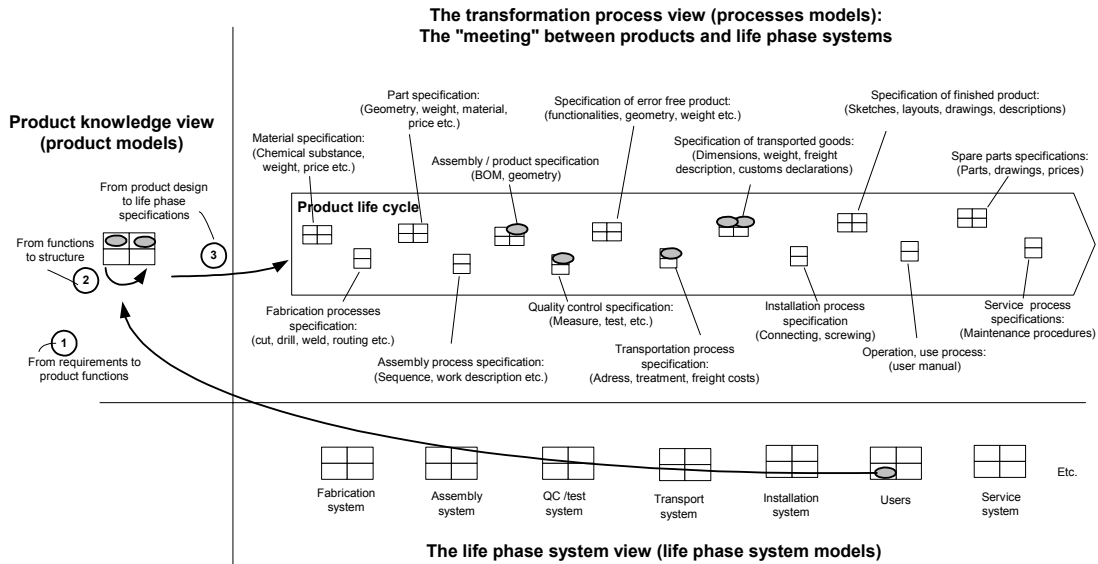 The transformation process view (processes models):
The "meeting" between products and life phase systems
Product knowledge view
(product models)
From product design
to life phase
specifications
From functions
to structure
3
2
1
From requirements to
product functions
Material specification:
(Chemical substance,
weight, price etc.)
Part specification:
(Geometry, weight, material,
price etc.)
Assembly / product specification
(BOM, geometry)
Specification of error free product:
(functionalities, geometry, weight etc.)
Specification of transported goods:
(Dimensions, weight, freight
description, customs declarations)
Specification of finished product:
(Sketches, layouts, drawings, descriptions)
Spare parts specifications:
(Parts, drawings, prices)
Product life cycle
Fabrication processes
specification:
(cut, drill, weld, routing etc.)
Assembly process specification:
(Sequence, work description etc.)
Quality control specification:
(Measure, test, etc.)
Transportation process
specification:
(Adress, treatment, freight costs)
Installation process
specification
(Connecting, screwing)
Operation, use process:
(user manual)
Service process
specifications:
(Maintenance procedures)
Fabrication
system
Assembly
system
QC /test
system
Transport
system
Installation
system
Users
Service
system
Etc.
The life phase system view (life phase system models)